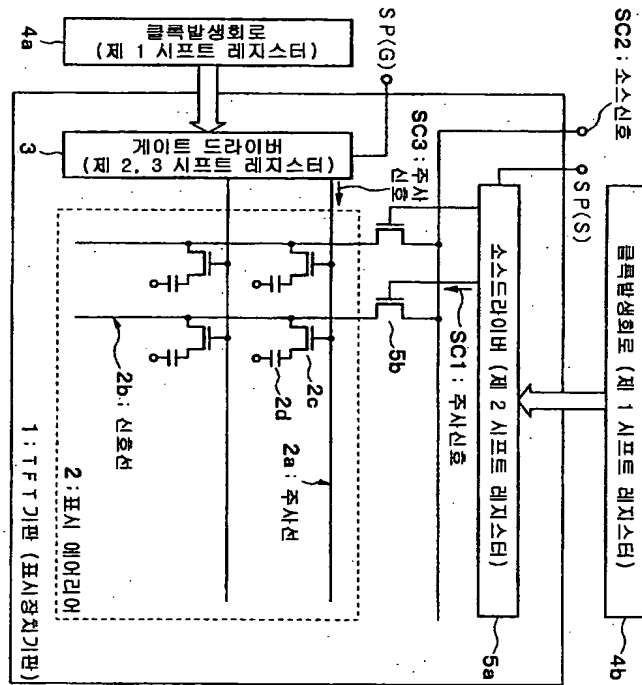 4a
클록발생회로
(제 1 시프트 레지스터)
SP(G)
SC2 : 소스신호
3
게이트 드라이버
(제 2, 3 시프트 레지스터)
SC3 : 주사
신호
SP(S)
소스드라이버 (제 2 시프트 레지스터)
클록발생회로 (제 1 시프트 레지스터)
SC1 : 주사신호
5b
5a
4b
2c
2d
2b : 신호선
2a : 주사선
2 : 표시 에어리어
1 : TFT기판 (표시장치기판)